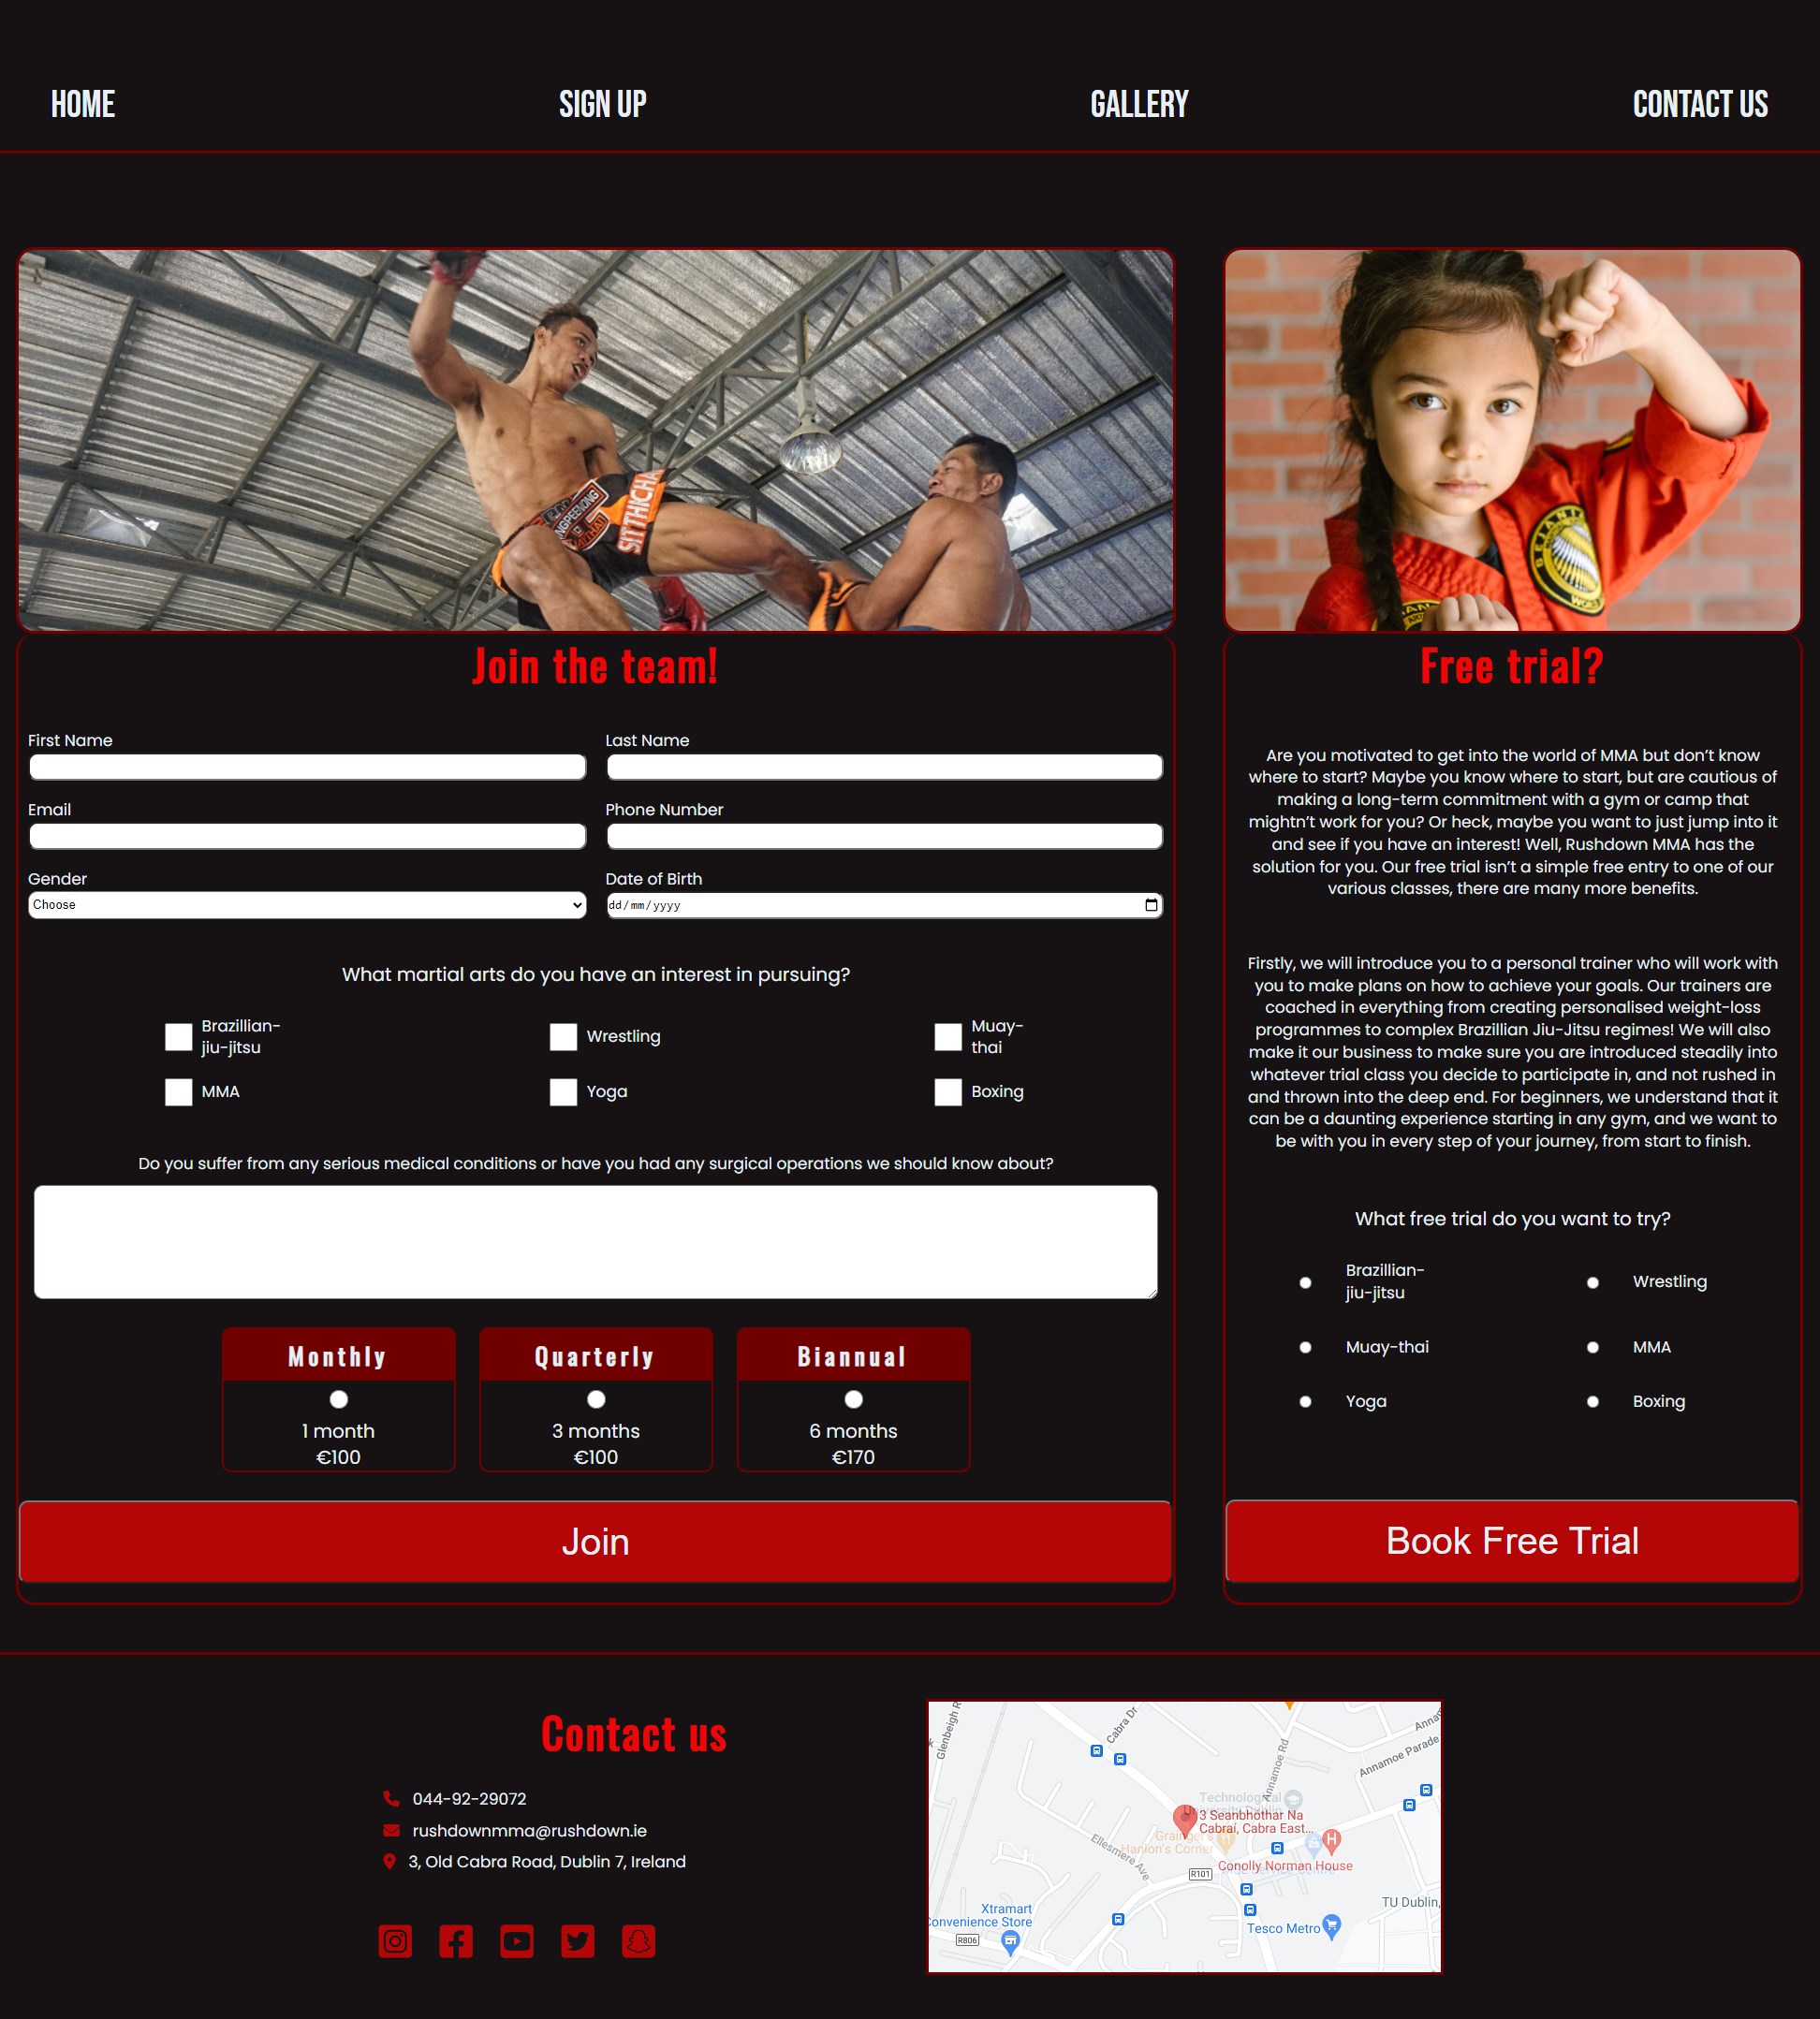 HOME
SIGN UP
GALLERY
CONTACT US
SITTHICHA
Join the team!
First Name
Last Name
Email
Phone Number
Gender
Date of Birth
Choose
dd/mm/yyyy
What martial arts do you have an interest in pursuing?
Brazillian-
jiu-jitsu
Wrestling
Muay-
thai
MMA
Yoga
Boxing
Do you suffer from any serious medical conditions or have you had any surgical operations we should know about?
Monthly
1 month
€100
Quarterly
3 months
€100
Biannual
6 months
€170
Join
Free trial?
Are you motivated to get into the world of MMA but don’t know
where to start? Maybe you know where to start, but are cautious of
making a long-term commitment with a gym or camp that
mightn’t work for you? Or heck, maybe you want to just jump into it
and see if you have an interest! Well, Rushdown MMA has the
solution for you. Our free trial isn’t a simple free entry to one of our
various classes, there are many more benefits.
Firstly, we will introduce you to a personal trainer who will work with
you to make plans on how to achieve your goals. Our trainers are
coached in everything from creating personalised weight-loss
programmes to complex Brazillian Jiu-Jitsu regimes! We will also
make it our business to make sure you are introduced steadily into
whatever trial class you decide to participate in, and not rushed in
and thrown into the deep end. For beginners, we understand that it
can be a daunting experience starting in any gym, and we want to
be with you in every step of your journey, from start to finish.
What free trial do you want to try?
Brazillian-
jiu-jitsu
Wrestling
Muay-thai
MMA
Yoga
Boxing
Book Free Trial
Contact us
044-92-29072
rushdownmma@rushdown.ie
3, Old Cabra Road, Dublin 7, Ireland
Glenbeigh R
Cabra Dr
Annamoe Rd
Annam
Annamoe Parade
Technological
3 Seanbhothar Na
Cabrai, Cabra East...
Grainger's
Hanlon's Corner
Ellesmere Ave
R101
Conolly Norman House
TU Dublin,
Xtramart
Convenience Store
R806
Tesco Metro